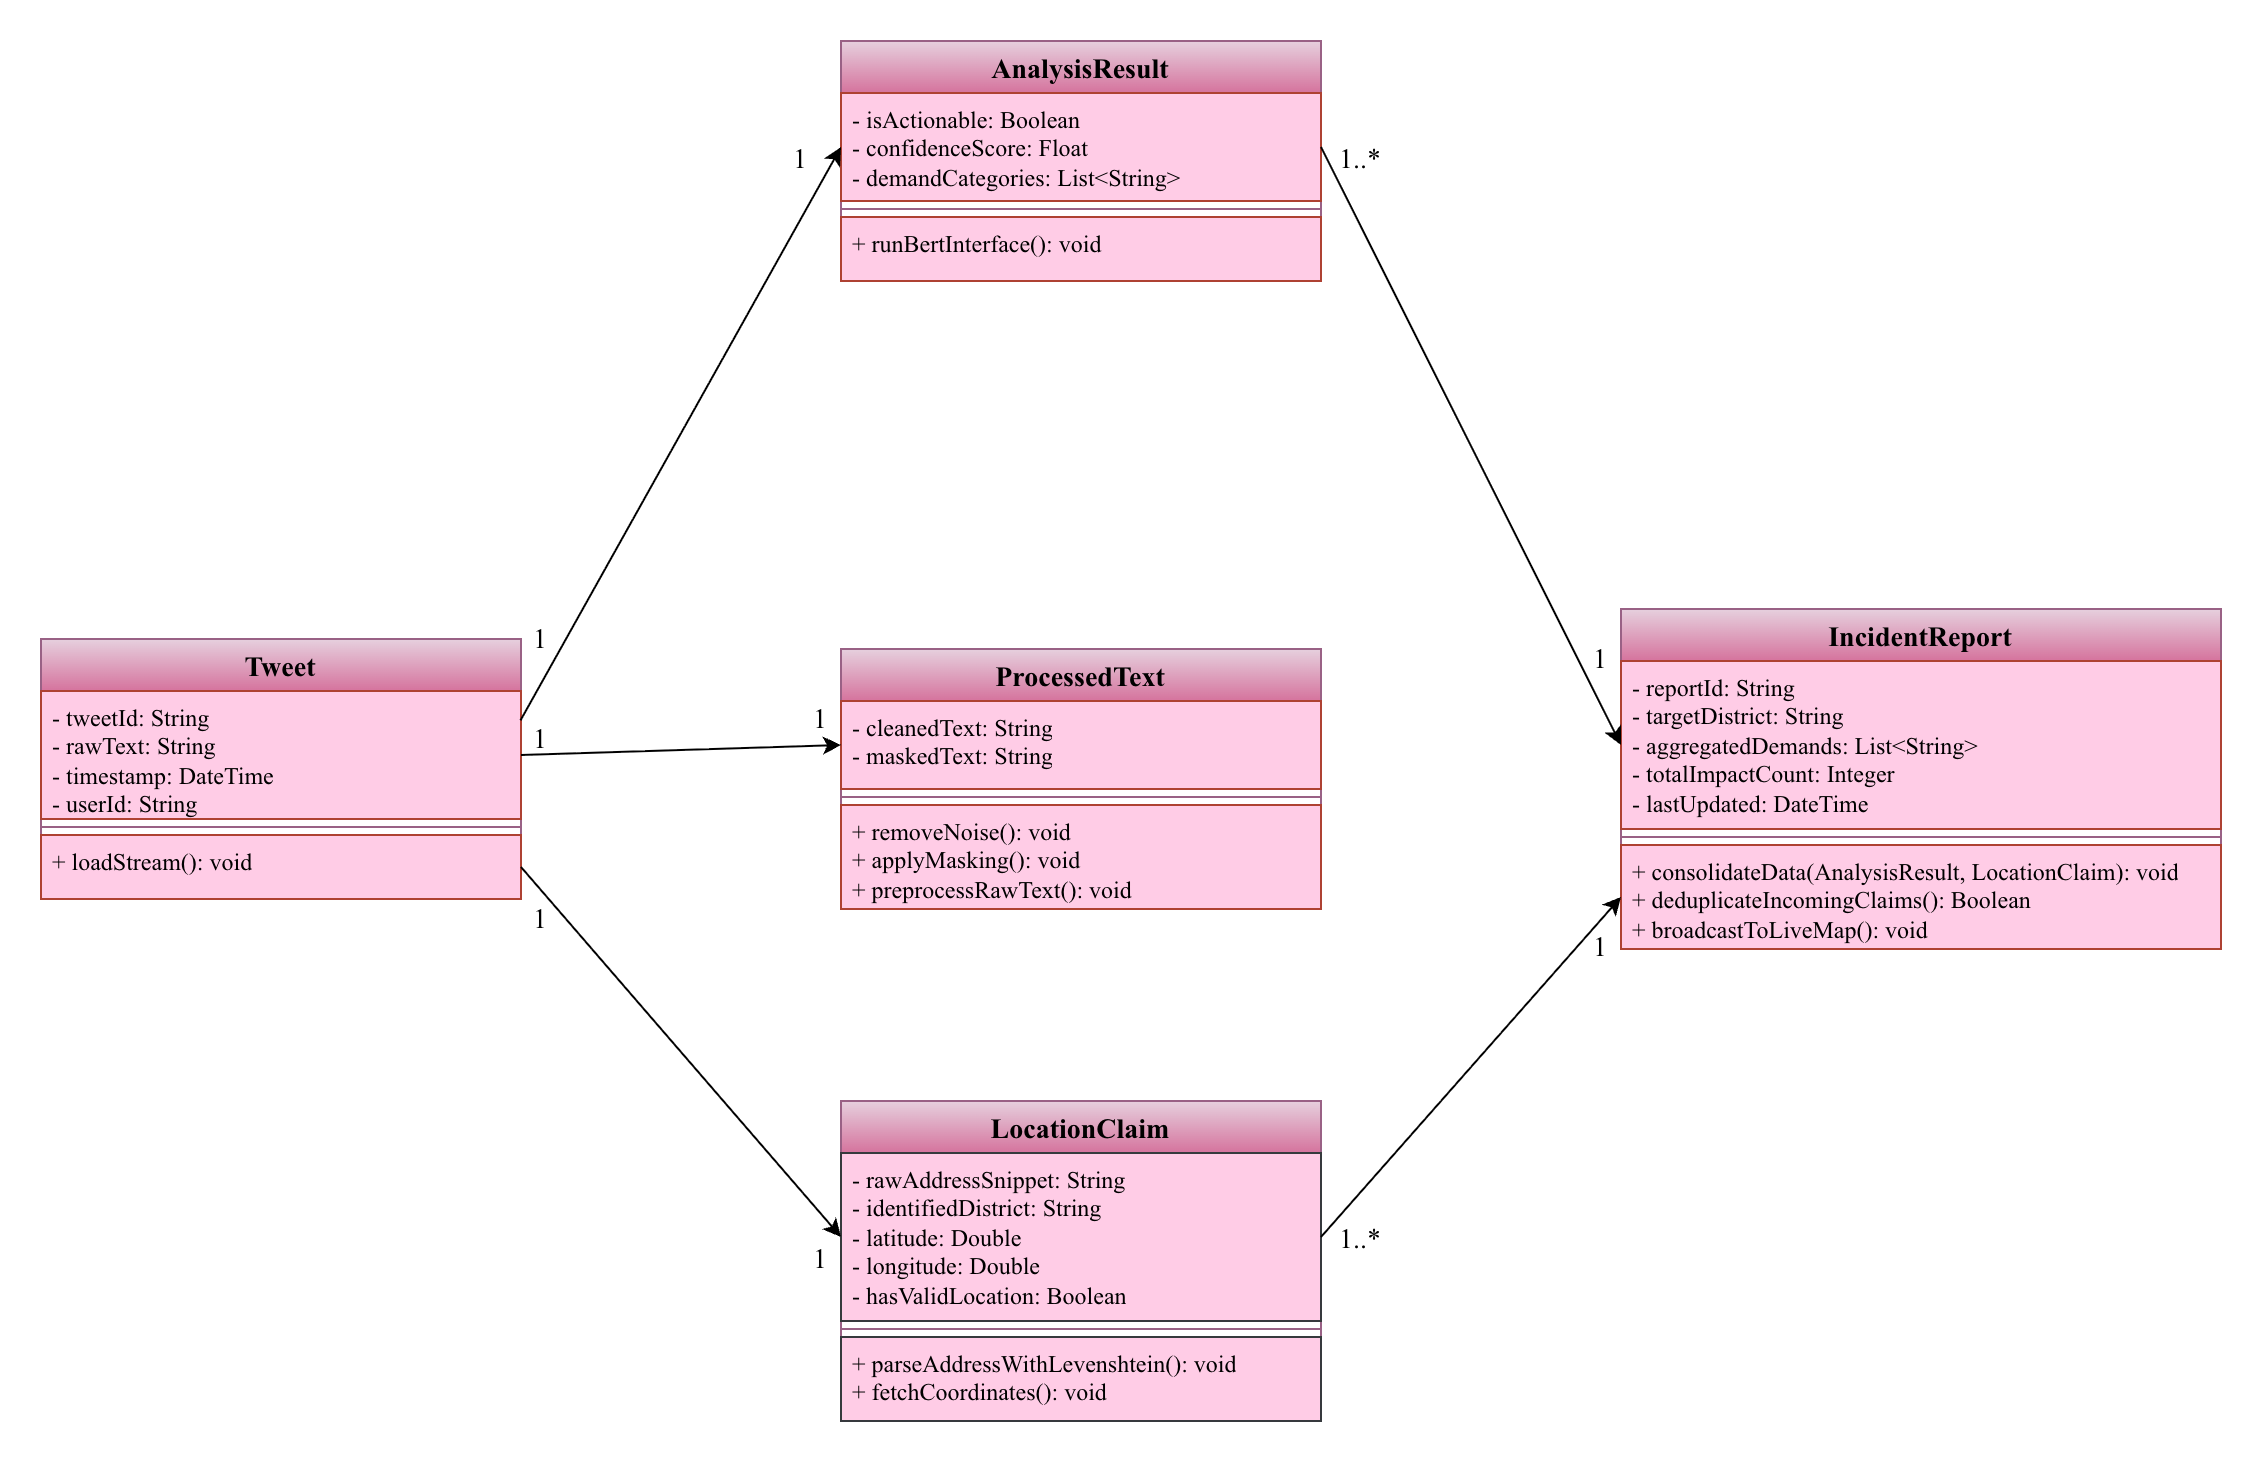 AnalysisResult
- isActionable: Boolean
- confidenceScore: Float
- demandCategories: List<String>
+ runBertInterface(): void
1
1..*
Tweet
- tweetId: String
- rawText: String
- timestamp: DateTime
- userId: String
+ loadStream(): void
1
1
1
ProcessedText
- cleanedText: String
- maskedText: String
+ removeNoise(): void
+ applyMasking(): void
+ preprocessRawText(): void
1
IncidentReport
- reportId: String
- targetDistrict: String
- aggregatedDemands: List<String>
- totalImpactCount: Integer
- lastUpdated: DateTime
+ consolidateData(AnalysisResult, LocationClaim): void
+ deduplicateIncomingClaims(): Boolean
+ broadcastToLiveMap(): void
1
1
LocationClaim
- rawAddressSnippet: String
- identifiedDistrict: String
- latitude: Double
- longitude: Double
- hasValidLocation: Boolean
+ parseAddressWithLevenshtein(): void
+ fetchCoordinates(): void
1
1..*